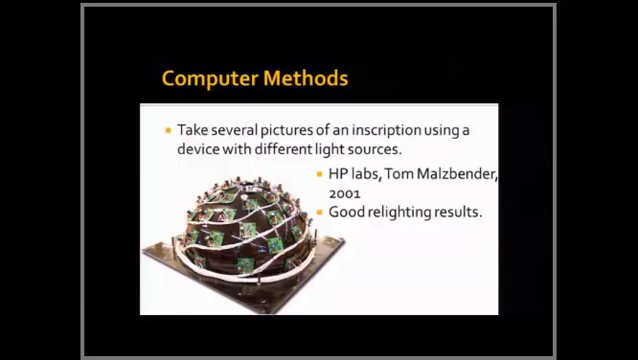 Computer Methods
Take several pictures of an inscription using a
device with different light sources.
HP labs, Tom Malzbender,
2001
Good relighting results.